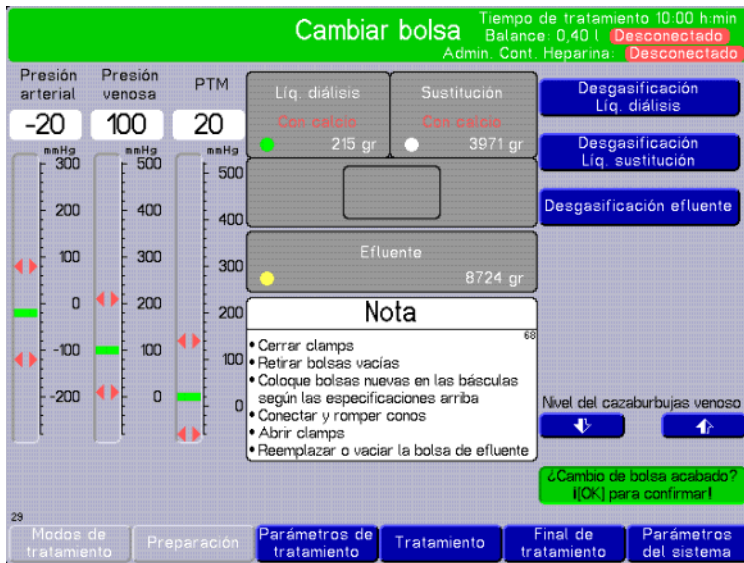 Cambiar bolsa
Tiempo de tratamiento 10:00 h:min
Balance: 0,40 l Desconectado
Admin. Cont. Heparina: Desconectado
Presión arterial
Presión venosa
PTM
-20
100
20
mmHg
300
200
100
0
-100
-200
mmHg
500
400
300
200
100
0
mmHg
500
400
300
200
100
0
Líq. diálisis
Con calcio
215 gr
Sustitución
Con calcio
3971 gr
Efluente
8724 gr
Nota
68
• Cerrar clamps
• Retirar bolsas vacías
• Coloque bolsas nuevas en las básculas
según las especificaciones arriba
• Conectar y romper conos
• Abrir clamps
• Reemplazar o vaciar la bolsa de efluente
Desgasificación
Líq. diálisis
Desgasificación
Líq. sustitución
Desgasificación efluente
Nivel del cazaburbujas venoso
¿Cambio de bolsa acabado?
¡[OK] para confirmar!
29
Modos de
tratamiento
Preparación
Parámetros de
tratamiento
Tratamiento
Final de
tratamiento
Parámetros
del sistema